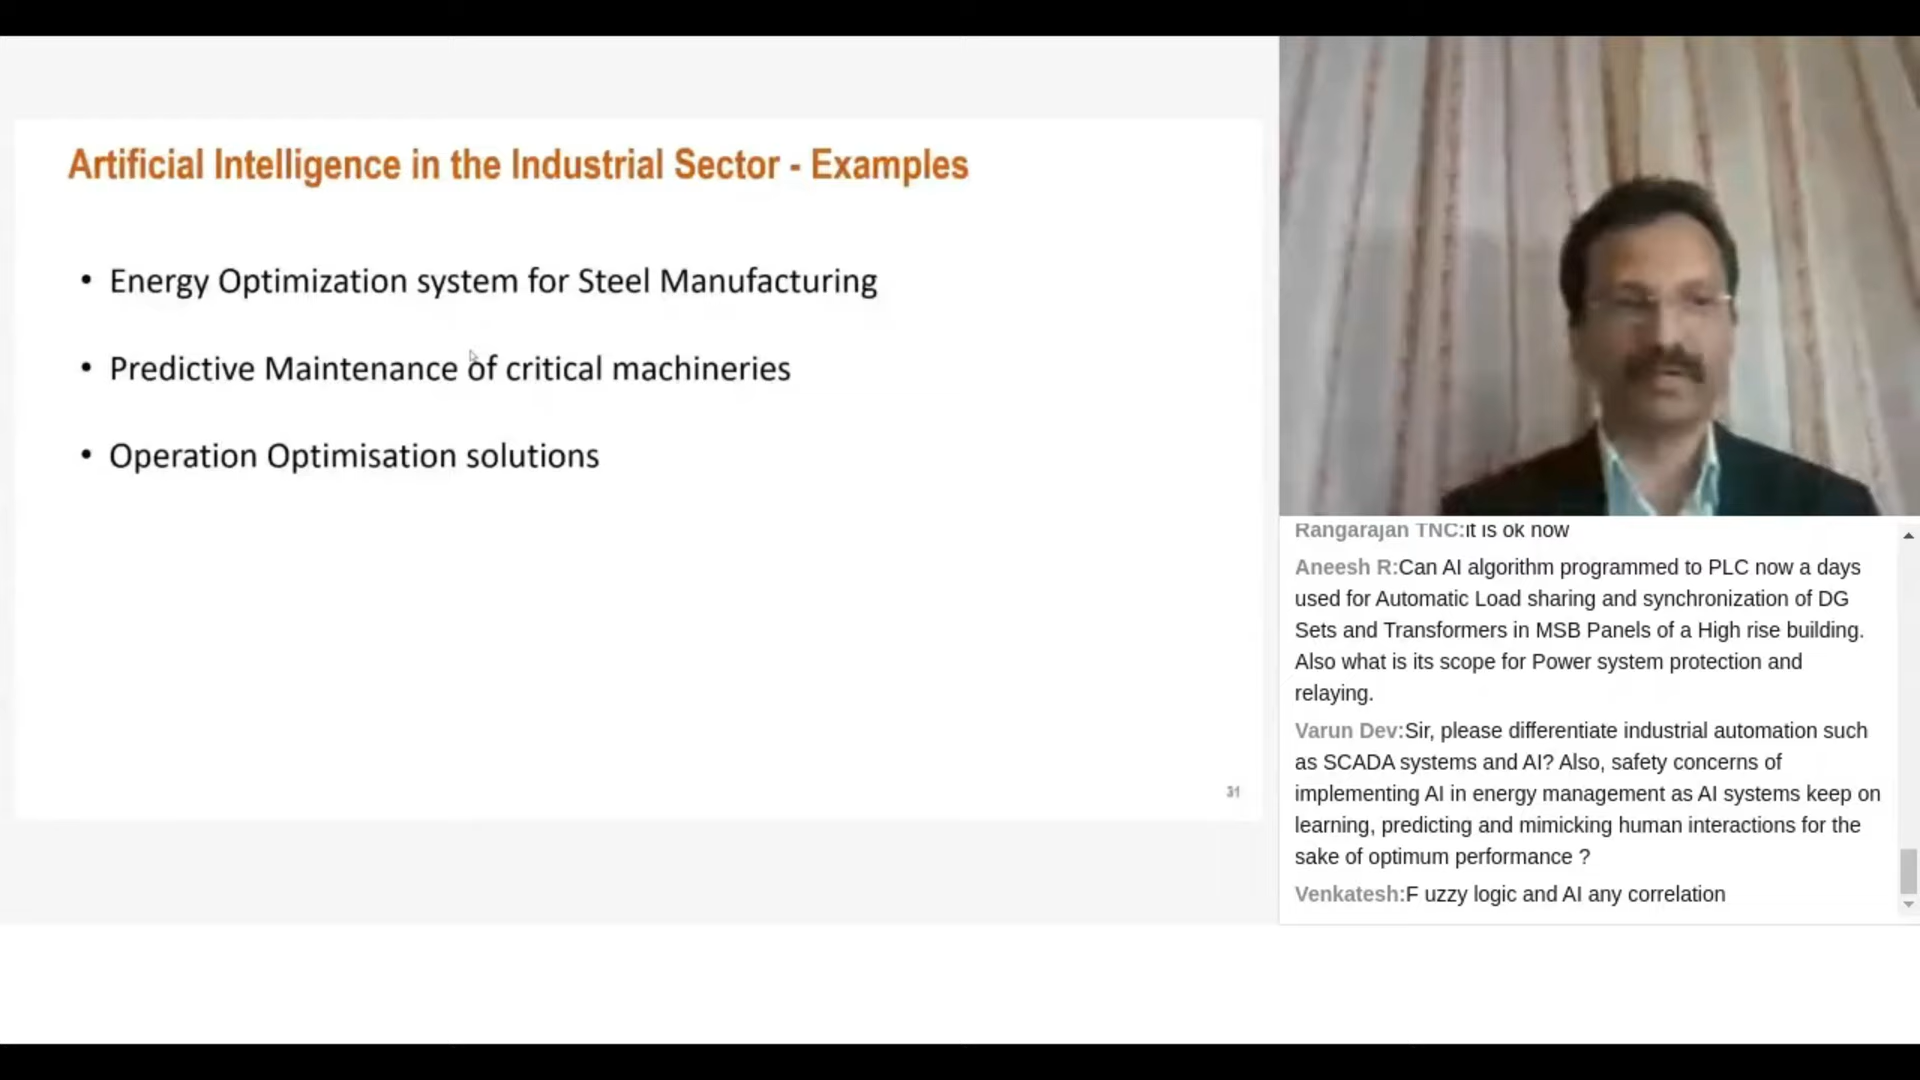 Artificial Intelligence in the Industrial Sector - Examples
• Energy Optimization system for Steel Manufacturing
• Predictive Maintenance of critical machineries
• Operation Optimisation solutions
31
Rangarajan TNC:it is ok now
Aneesh R:Can AI algorithm programmed to PLC now a days
used for Automatic Load sharing and synchronization of DG
Sets and Transformers in MSB Panels of a High rise building.
Also what is its scope for Power system protection and
relaying.
Varun Dev:Sir, please differentiate industrial automation such
as SCADA systems and AI? Also, safety concerns of
implementing AI in energy management as AI systems keep on
learning, predicting and mimicking human interactions for the
sake of optimum performance ?
Venkatesh:F uzzy logic and AI any correlation